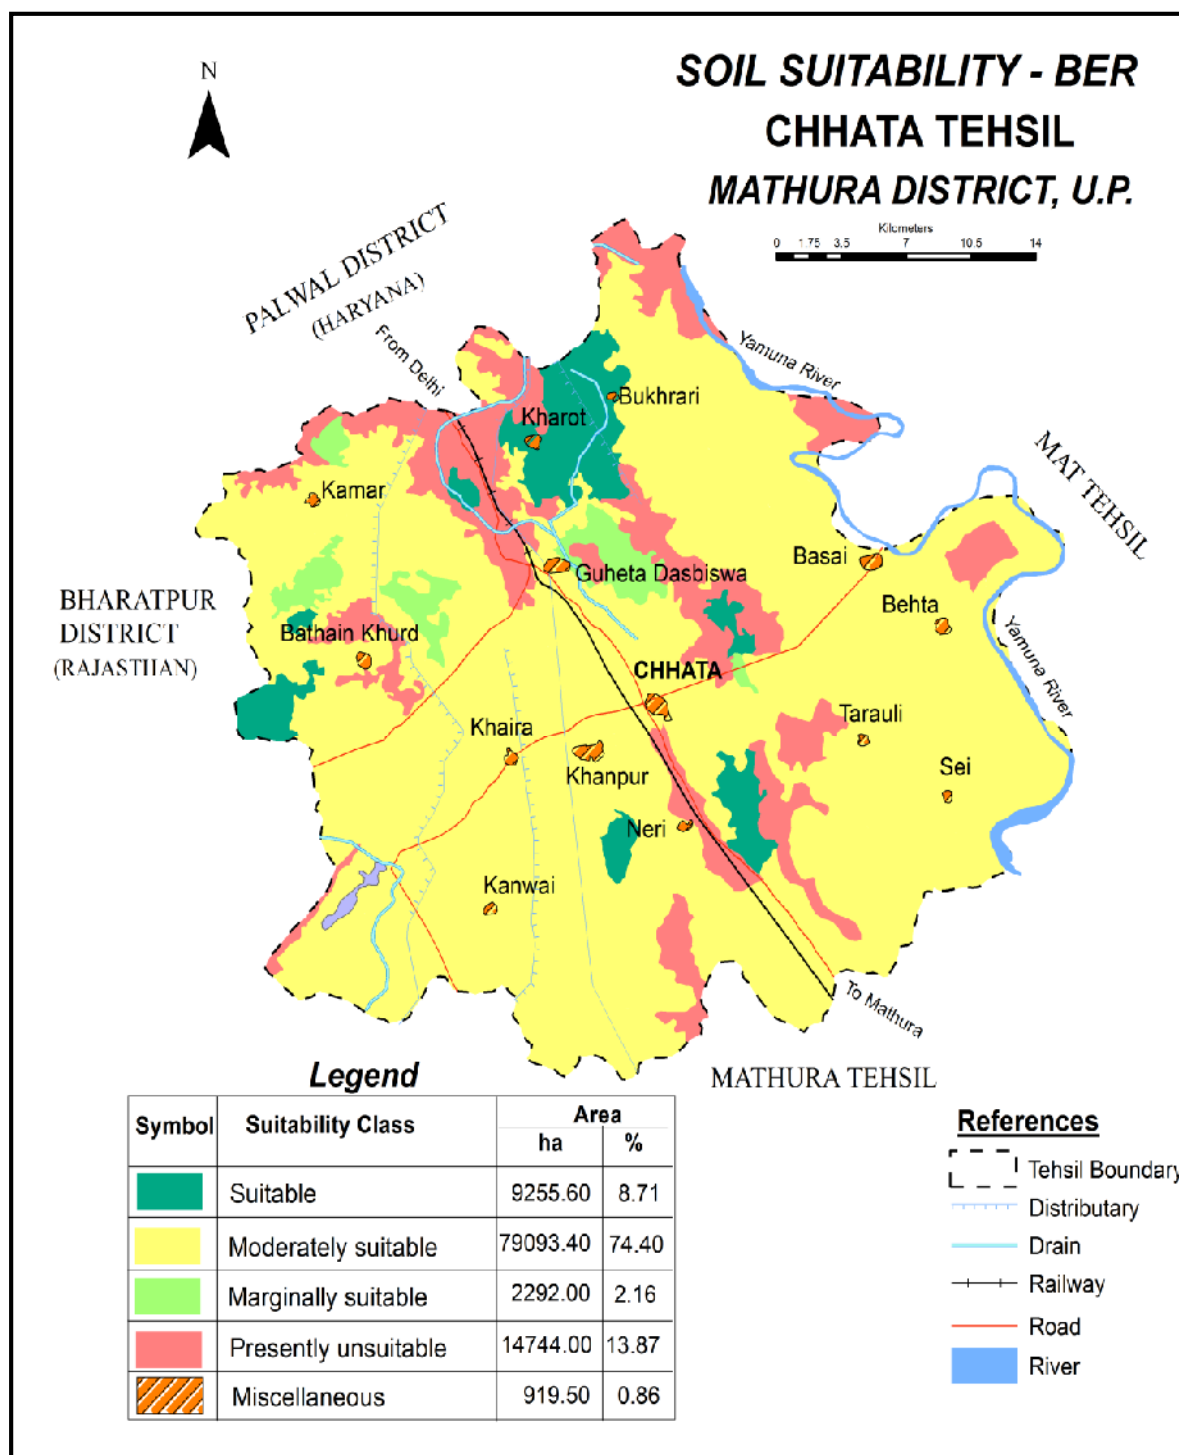 SOIL SUITABILITY - BER
CHHATA TEHSIL
MATHURA DISTRICT, U.P.
N
Kilometers
0 1.75 3.5 7 10.5 14
PALWAL DISTRICT
(HARYANA)
From Delhi
Yamuna River
Bukhrari
Kharot
MAT TEHSIL
Kamar
Basai
Guheta Dasbiswa
BHARATPUR
DISTRICT
(RAJASTHAN)
Behta
Bathain Khurd
Yamuna River
CHHATA
Tarauli
Khaira
Khanpur
Sei
Neri
Kanwai
To Mathura
MATHURA TEHSIL
Legend
Symbol Suitability Class Area
ha %
Suitable 9255.60 8.71
Moderately suitable 79093.40 74.40
Marginally suitable 2292.00 2.16
Presently unsuitable 14744.00 13.87
Miscellaneous 919.50 0.86
References
Tehsil Boundary
Distributary
Drain
Railway
Road
River